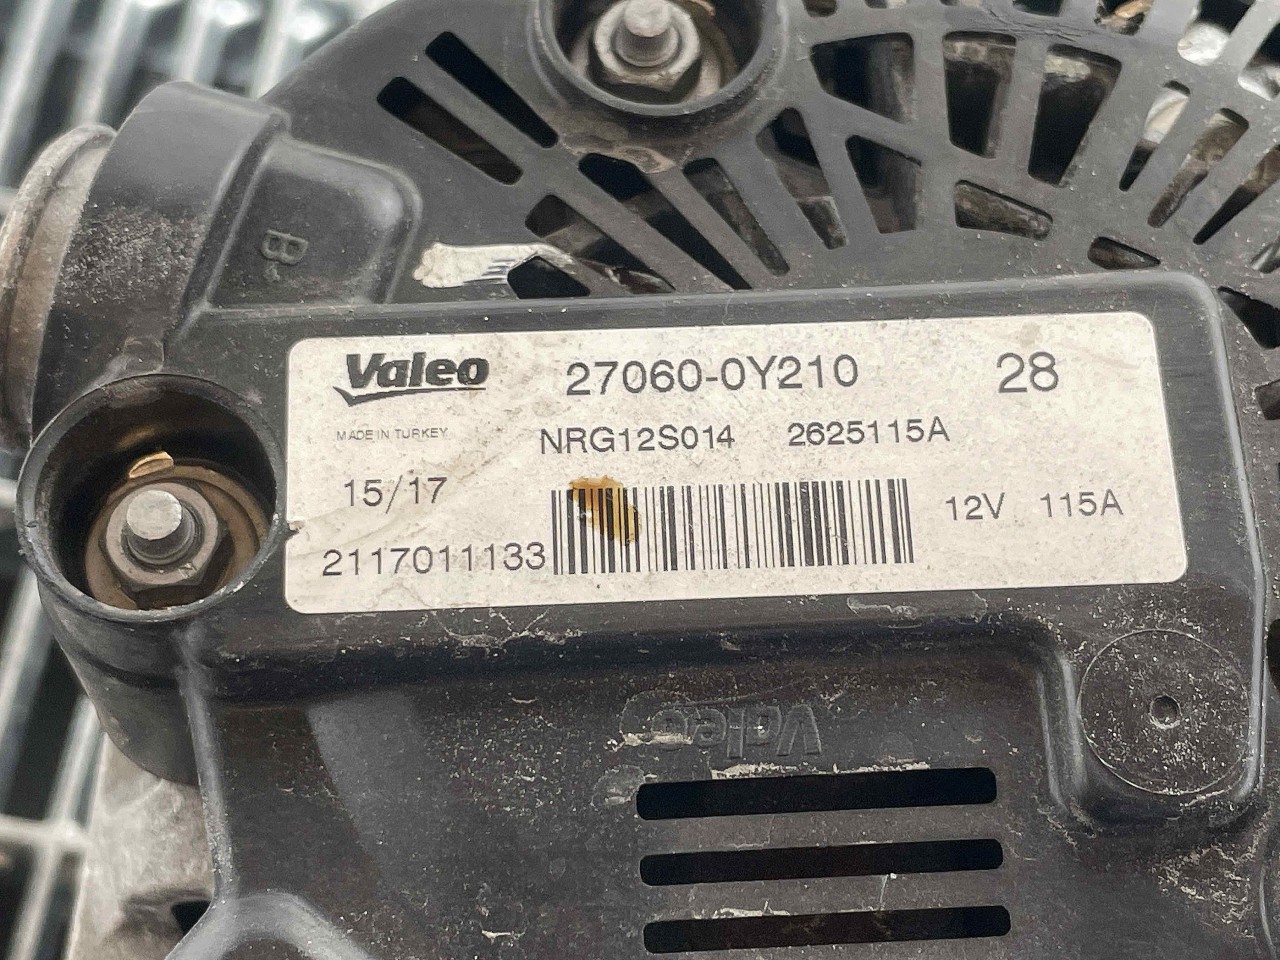 B+
Valeo 27060-0Y210 28
MADE IN TURKEY NRG12S014 2625115A
15/17 12V 115A
2117011133
Valeo